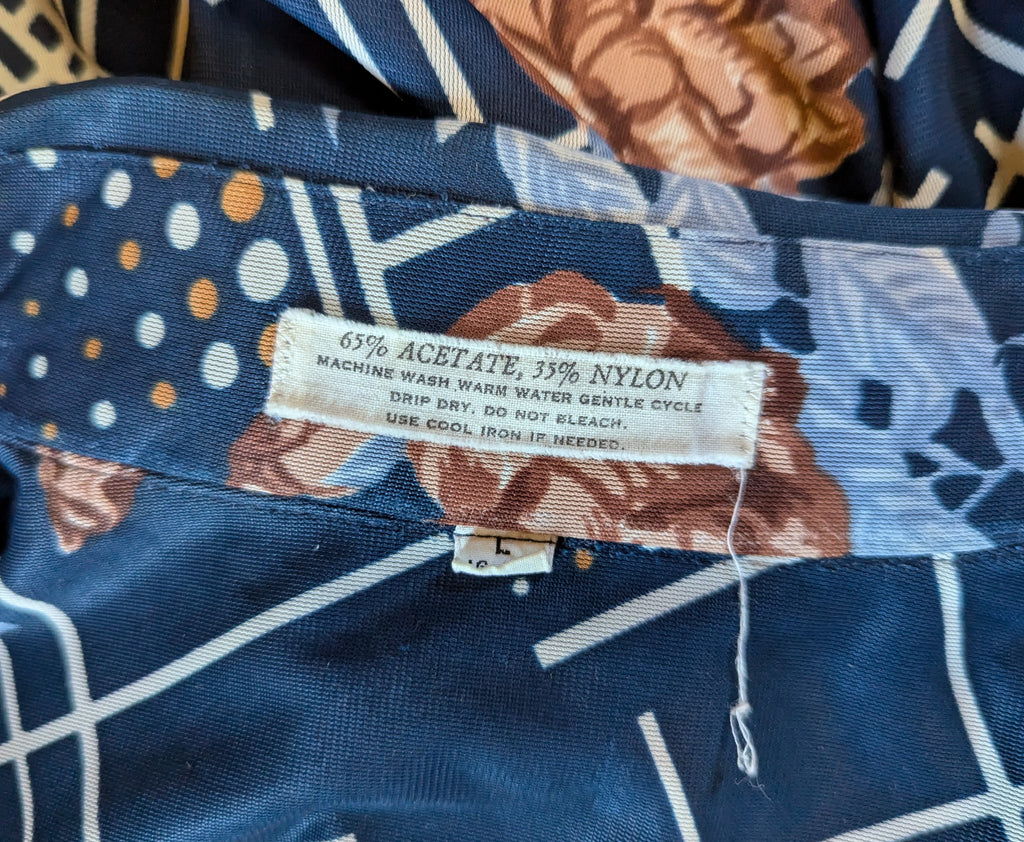 65% ACETATE, 35% NYLON
MACHINE WASH WARM WATER GENTLE CYCLE
DRIP DRY. DO NOT BLEACH.
USE COOL IRON IF NEEDED.